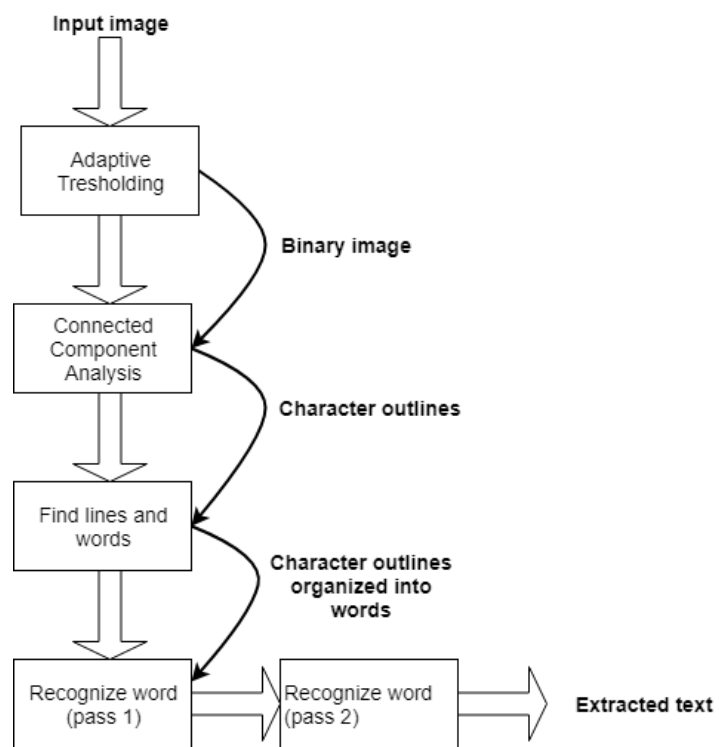 Input image
Adaptive
Tresholding
Binary image
Connected
Component
Analysis
Character outlines
Find lines and
words
Character outlines
organized into
words
Recognize word
(pass 1)
Recognize word
(pass 2)
Extracted text